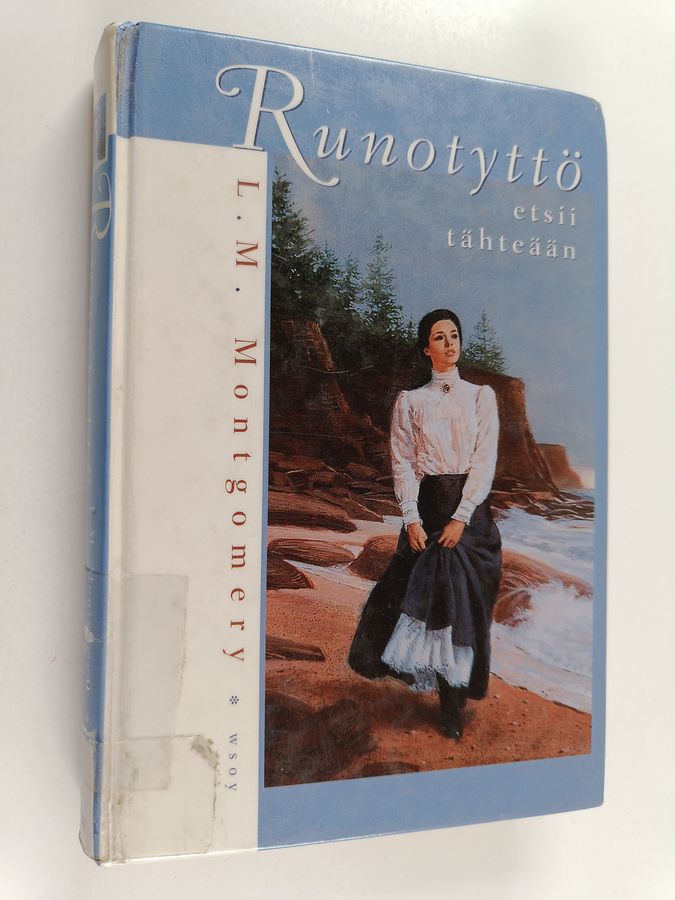 Runotyttö
etsii
tähteään
L. M. Montgomery * wsoy